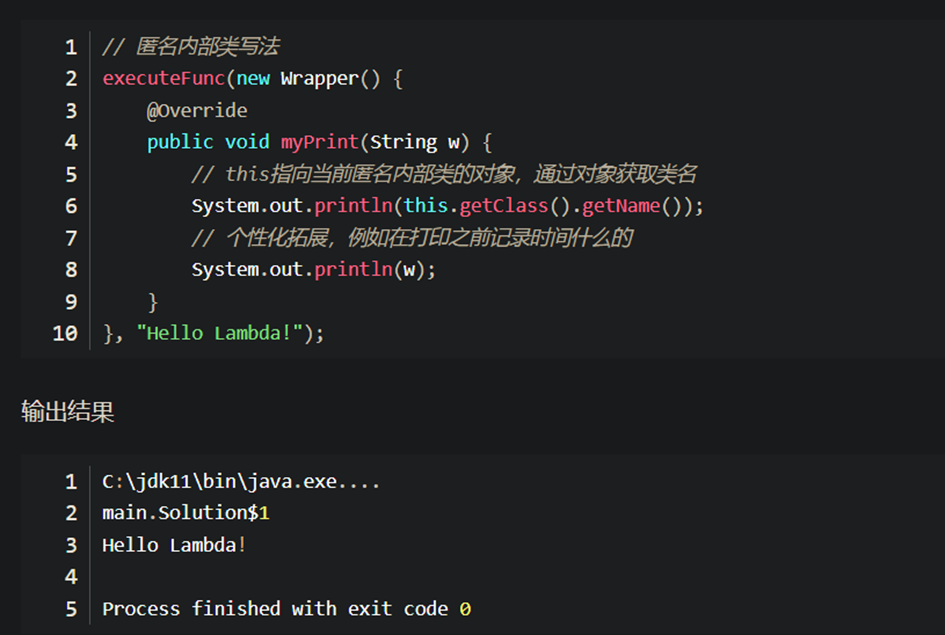 1 // 匿名内部类写法
2 executeFunc(new Wrapper() {
3     @Override
4     public void myPrint(String w) {
5         // this指向当前匿名内部类的对象，通过对象获取类名
6         System.out.println(this.getClass().getName());
7         // 个性化拓展，例如在打印之前记录时间什么的
8         System.out.println(w);
9     }
10 }, "Hello Lambda!");
输出结果
1 C:\jdk11\bin\java.exe....
2 main.Solution$1
3 Hello Lambda!
4
5 Process finished with exit code 0